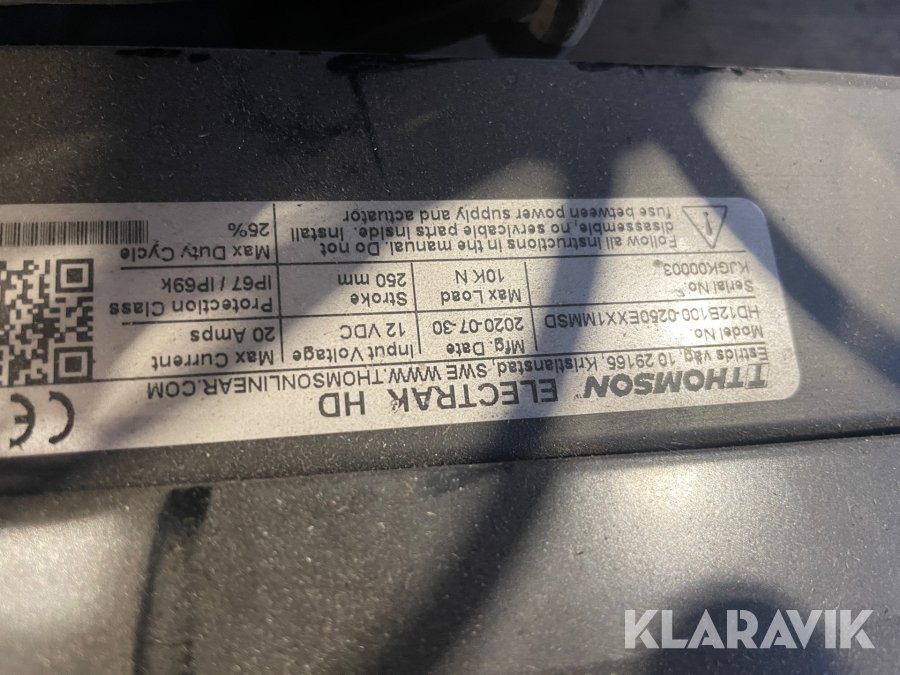 THOMSON™ ELECTRAK HD
Estrids väg, 10 29165, Kristianstad, SWE WWW.THOMSONLINEAR.COM
Model No. Mfg. Date Input Voltage Max Current
HD12B100-0250EXX1MMSD 2020-07-30 12 VDC 20 Amps
Serial No. Max Load Stroke Protection Class
KJGK00003 10K N 250 mm IP67 / IP69k
Follow all instructions in the manual. Do not
disassemble, no servicable parts inside. Install
fuse between power supply and actuator
Max Duty Cycle
25%
CE
KLARAVIK